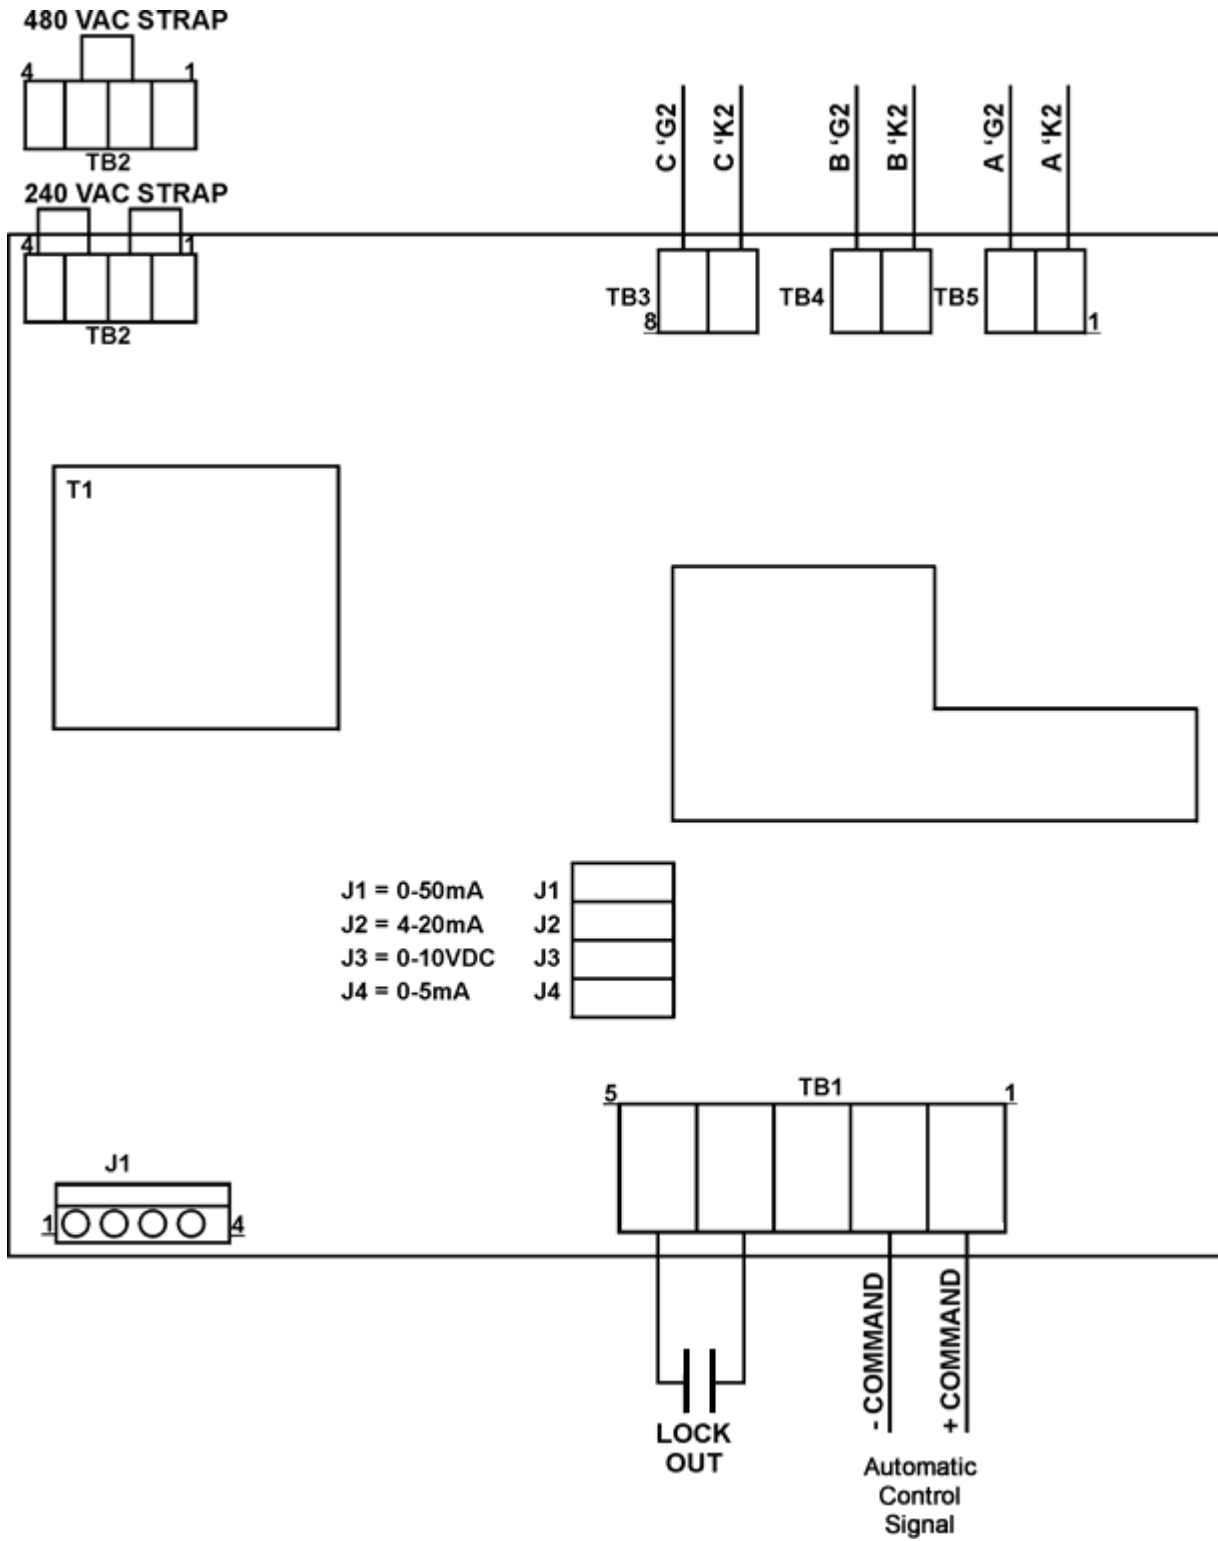 480 VAC STRAP
4 1
TB2
240 VAC STRAP
4 1
TB2
C ‘G2
C ‘K2
B ‘G2
B ‘K2
A ‘G2
A ‘K2
TB3
8
TB4
TB5
1
T1
J1 = 0-50mA J1
J2 = 4-20mA J2
J3 = 0-10VDC J3
J4 = 0-5mA J4
5 TB1 1
J1
1 4
LOCK
OUT
- COMMAND
+ COMMAND
Automatic
Control
Signal